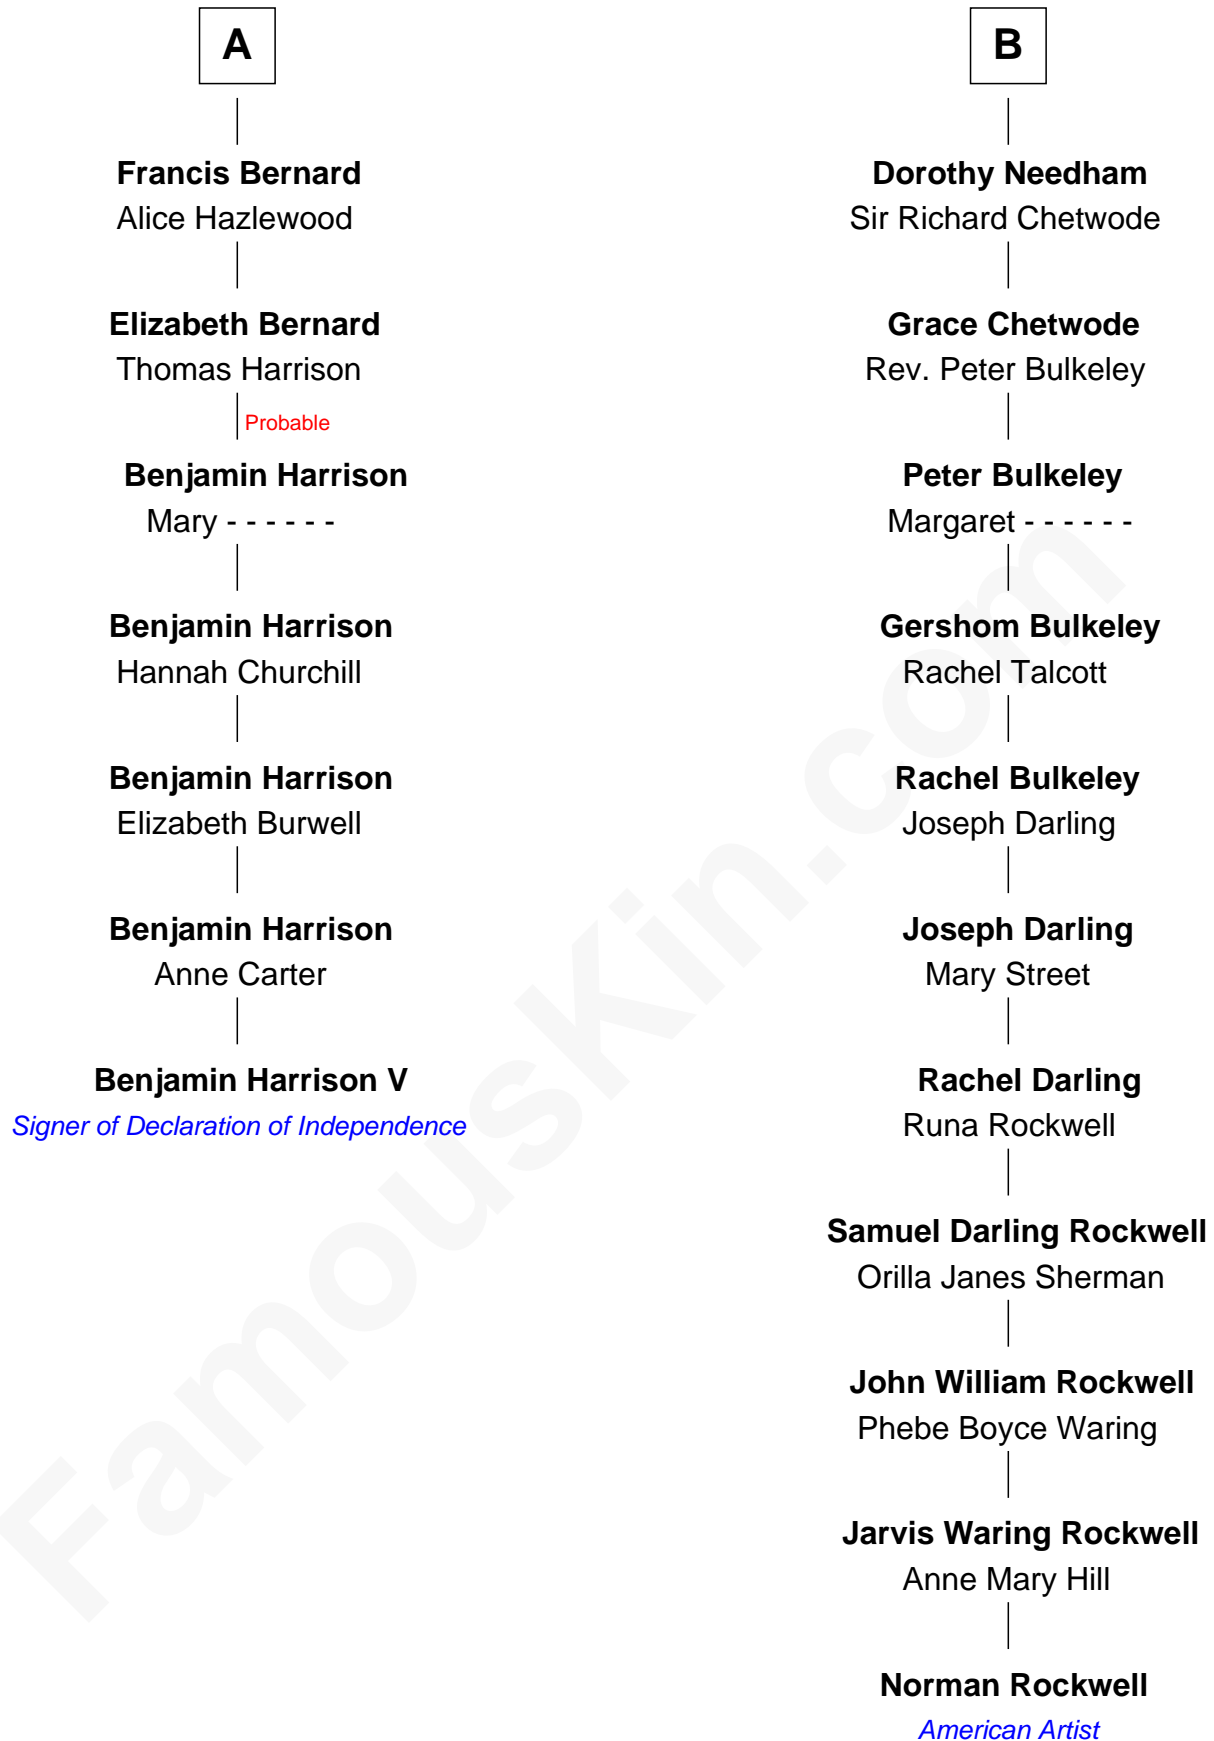 A
Francis Bernard
Alice Hazlewood
Elizabeth Bernard
Thomas Harrison
Probable
Benjamin Harrison
Mary - - - - - -
Benjamin Harrison
Hannah Churchill
Benjamin Harrison
Elizabeth Burwell
Benjamin Harrison
Anne Carter
Benjamin Harrison V
Signer of Declaration of Independence
B
Dorothy Needham
Sir Richard Chetwode
Grace Chetwode
Rev. Peter Bulkeley
Peter Bulkeley
Margaret - - - - - -
Gershom Bulkeley
Rachel Talcott
Rachel Bulkeley
Joseph Darling
Joseph Darling
Mary Street
Rachel Darling
Runa Rockwell
Samuel Darling Rockwell
Orilla Janes Sherman
John William Rockwell
Phebe Boyce Waring
Jarvis Waring Rockwell
Anne Mary Hill
Norman Rockwell
American Artist
FamousKin.com